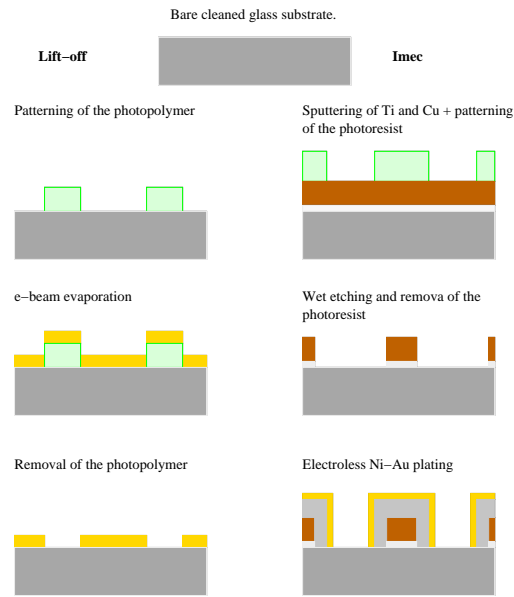 Bare cleaned glass substrate.
Lift−off
Imec
Patterning of the photopolymer
Sputtering of Ti and Cu + patterning
of the photoresist
e−beam evaporation
Wet etching and remova of the
photoresist
Removal of the photopolymer
Electroless Ni−Au plating